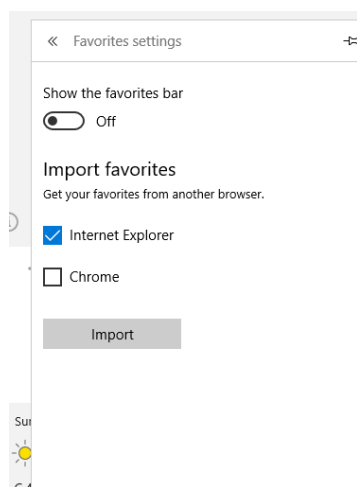 Favorites settings
Show the favorites bar
Off
Import favorites
Get your favorites from another browser.
Internet Explorer
Chrome
Import